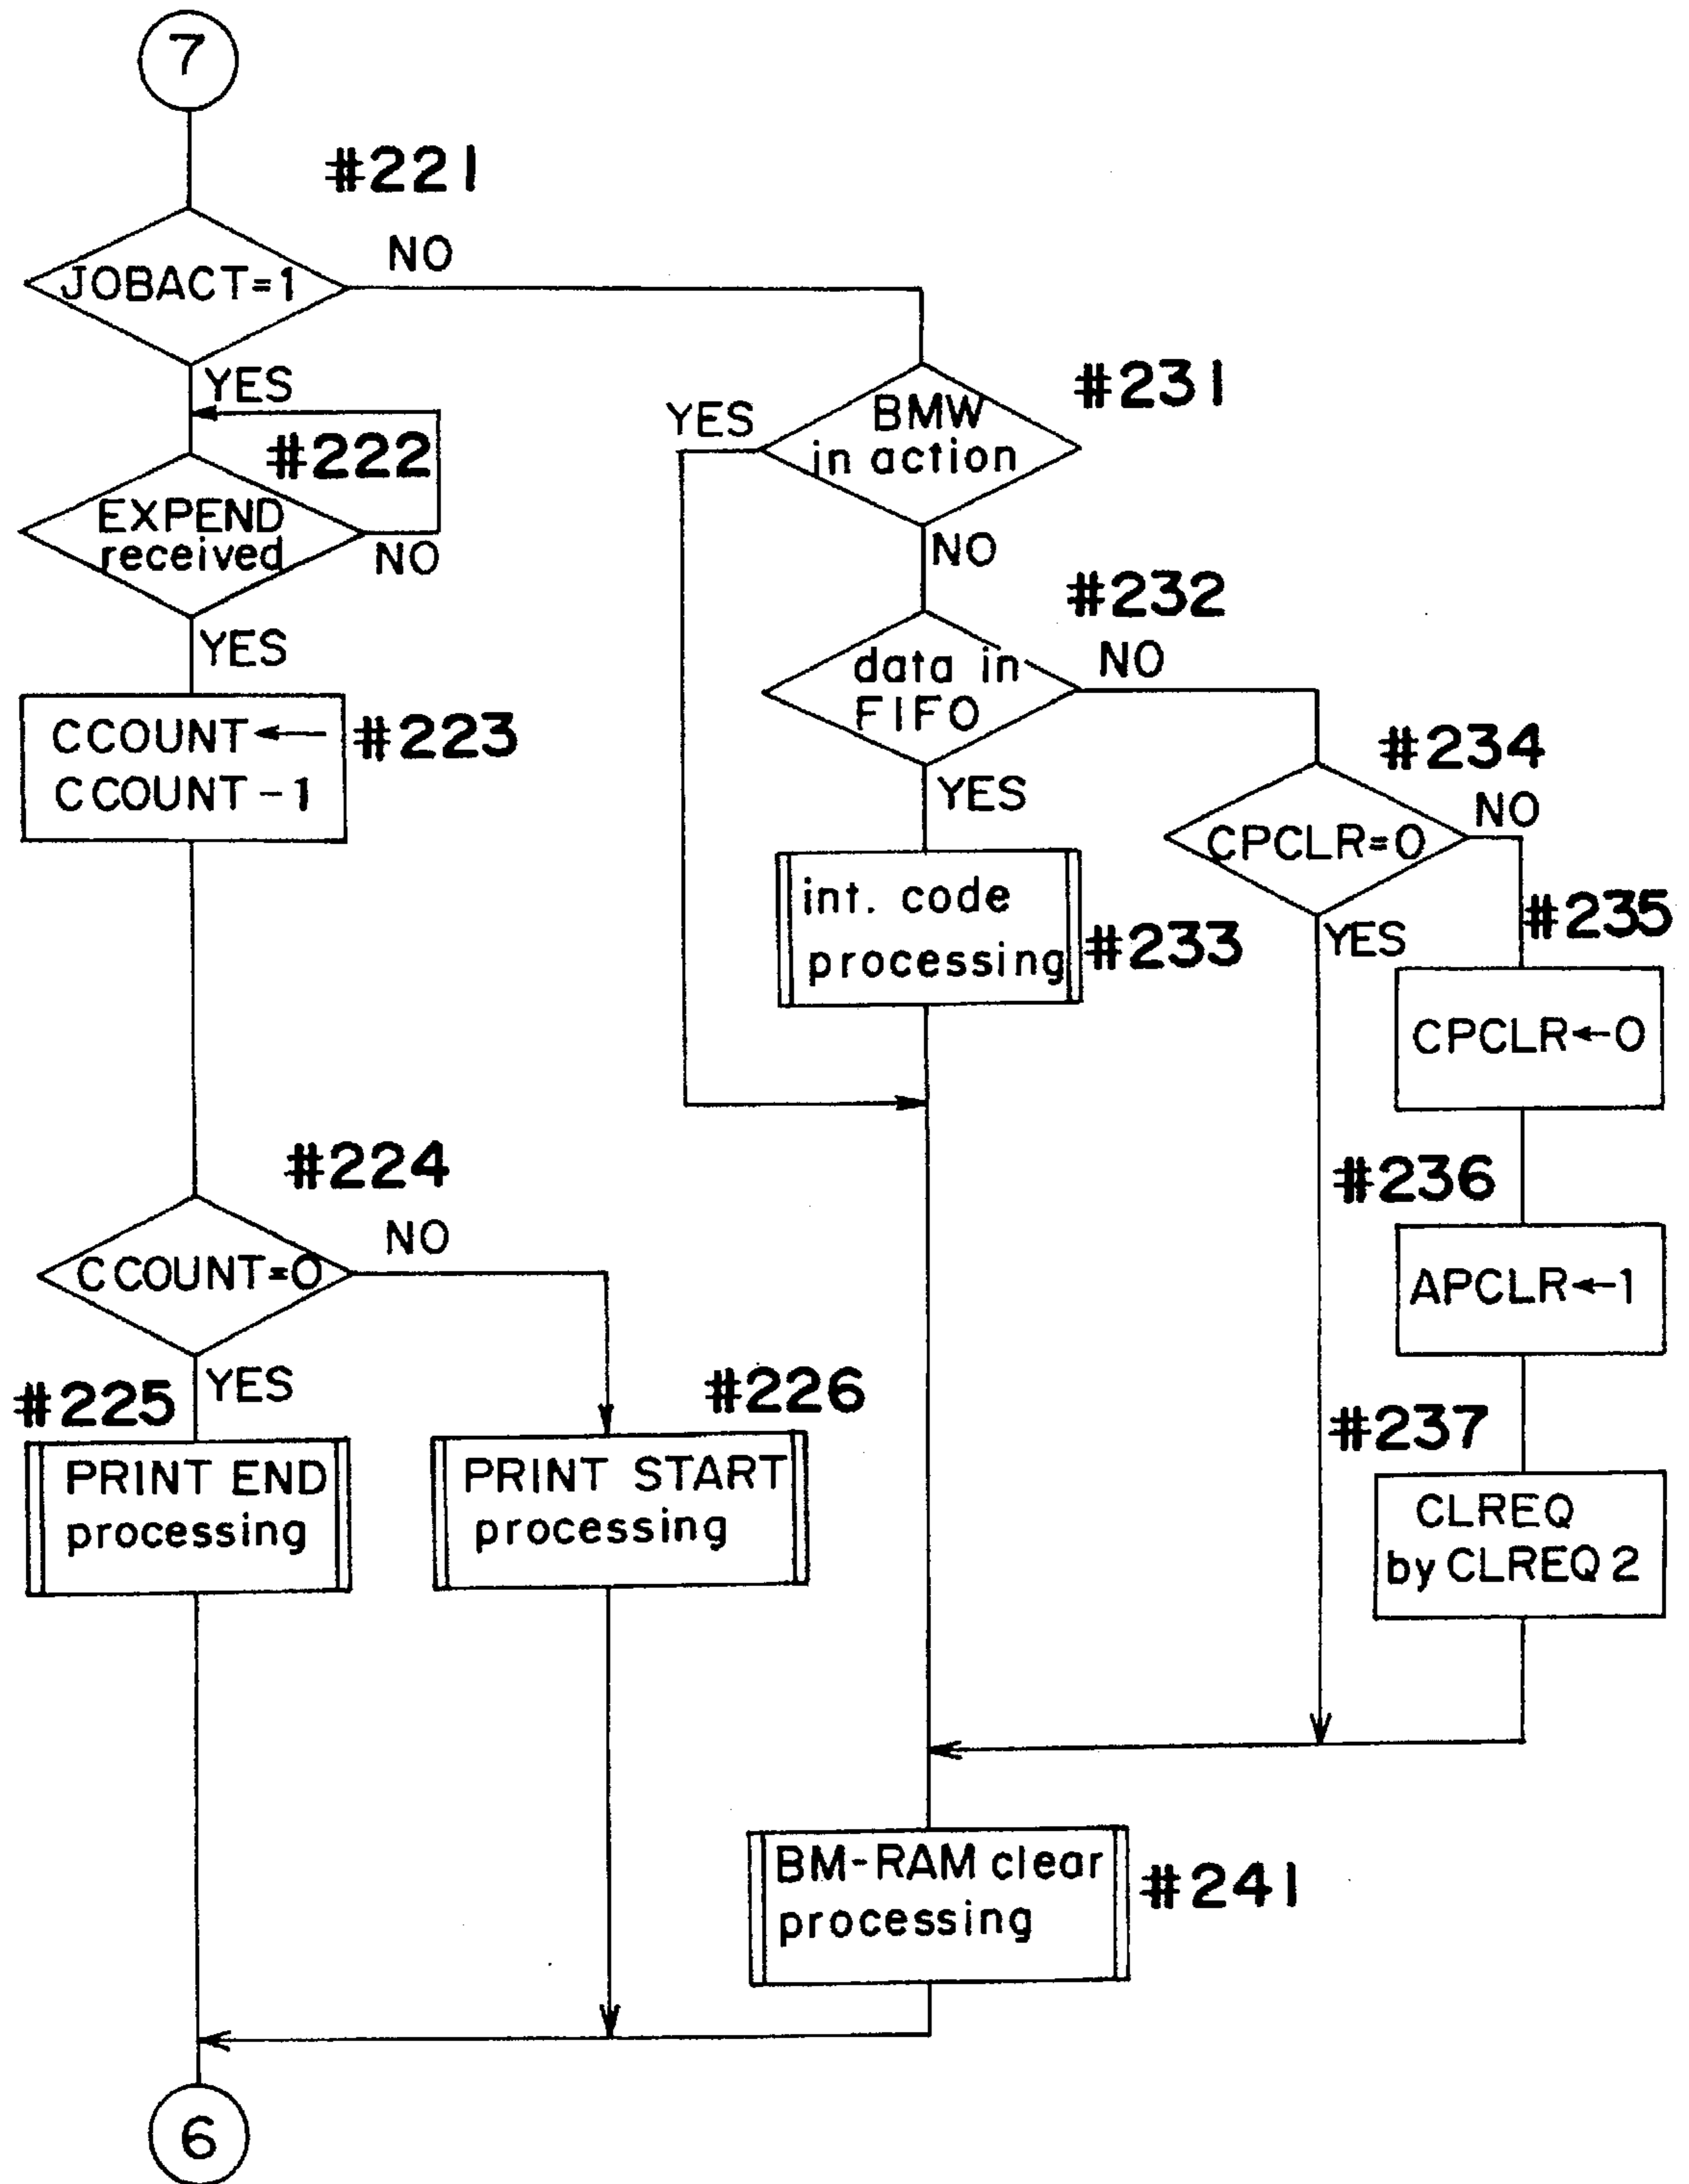 7
#221
JOBACT=1
NO
YES
#222
EXPEND
received
NO
YES
CCOUNT←
CCOUNT-1
#223
#224
CCOUNT=0
NO
YES
#225
PRINT END
processing
#226
PRINT START
processing
#231
BMW
in action
YES
NO
#232
data in
FIFO
NO
YES
int. code
processing
#233
#234
CPCLR=0
NO
YES
#235
CPCLR←0
#236
APCLR←1
#237
CLREQ
by CLREQ 2
BM-RAM clear
processing
#241
6